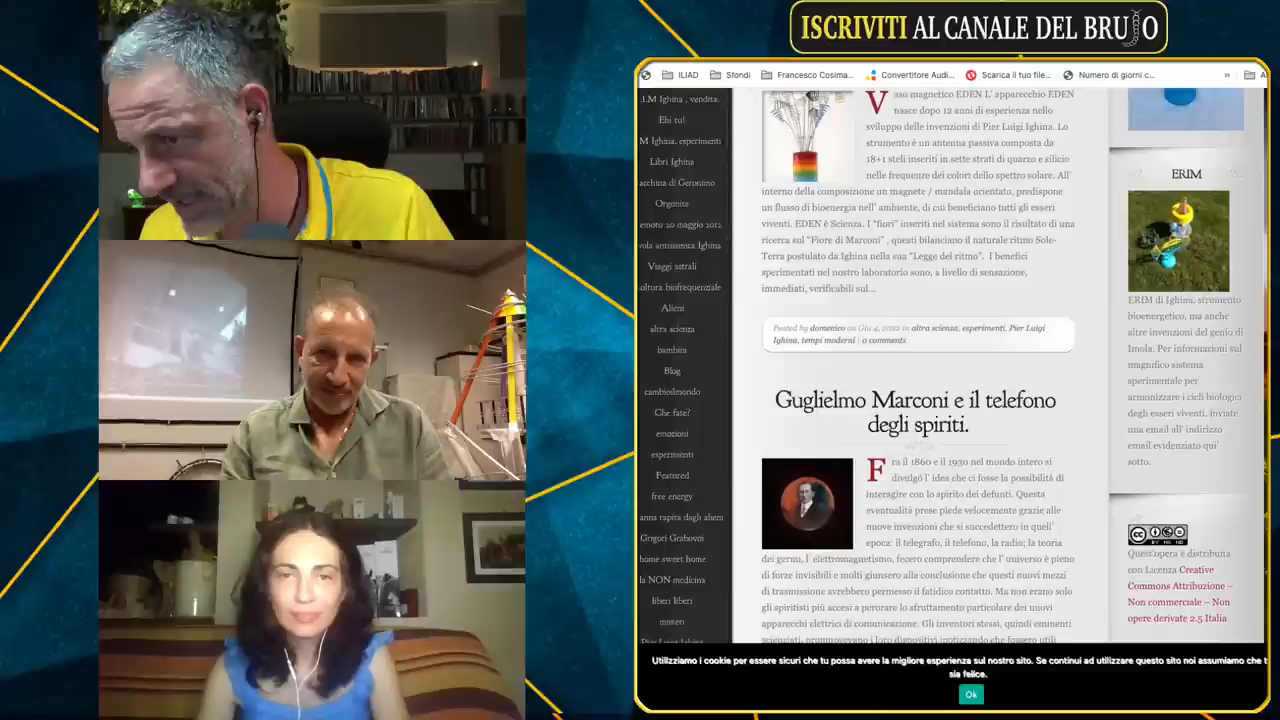 ISCRIVITI AL CANALE DEL BRUJO
ILIAD
Sfondi
Francesco Cosima...
Convertitore Audi...
Scarica il tuo file...
Numero di giorni c...
»
.I.M Ighina , vendita.
Ehi tu!
M Ighina. esperimenti
Libri Ighina
acchina di Geronimo
Orgonite
emoto 20 maggio 2012
vola antisismica Ighina
Viaggi astrali
oltura biofrequenziale
Alieni
altra scienza
bambini
Blog
cambioilmondo
Che fate?
emozioni
esperimenti
Featured
free energy
anna rapita dagli alieni
Grigori Grabovoi
home sweet home
la NON medicina
liberi liberi
misteri
Pier Luigi Ighina
Vaso magnetico EDEN L' apparecchio EDEN
nasce dopo 12 anni di esperienza nello
sviluppo delle invenzioni di Pier Luigi Ighina. Lo
strumento è un antenna passiva composta da
18+1 steli inseriti in sette strati di quarzo e silicio
nelle frequenze dei colori dello spettro solare. All'
interno della composizione un magnete / mandala orientato, predispone
un flusso di bioenergia nell' ambiente, di cui beneficiano tutti gli esseri
viventi. EDEN è Scienza. I "fiori" inseriti nel sistema sono il risultato di una
ricerca sul "Fiore di Marconi" , questi bilanciano il naturale ritmo Sole-
Terra postulato da Ighina nella sua "Legge del ritmo". I benefici
sperimentati nel nostro laboratorio sono, a livello di sensazione,
immediati, verificabili sul...
Posted by domenico on Giu 4, 2022 in altra scienza, esperimenti, Pier Luigi
Ighina, tempi moderni | 0 comments
Guglielmo Marconi e il telefono
degli spiriti.
Fra il 1860 e il 1930 nel mondo intero si
divulgò l' idea che ci fosse la possibilità di
interagire con lo spirito dei defunti. Questa
eventualità prese piede velocemente grazie alle
nuove invenzioni che si succedettero in quell'
epoca: il telegrafo, il telefono, la radio; la teoria
dei germi, l' elettromagnetismo, fecero comprendere che l' universo è pieno
di forze invisibili e molti giunsero alla conclusione che questi nuovi mezzi
di trasmissione avrebbero permesso il fatidico contatto. Ma non erano solo
gli spiritisti più accesi a perorare lo sfruttamento particolare dei nuovi
apparecchi elettrici di comunicazione. Gli inventori stessi, quindi eminenti
scienziati, promuovevano i loro dispositivi ipotizzando che fossero utili
ERIM
ERIM di Ighina, strumento
bioenergetico, ma anche
altre invenzioni del genio di
Imola. Per informazioni sul
magnifico sistema
sperimentale per
armonizzare i cicli biologici
degli esseri viventi, inviate
una email all' indirizzo
email evidenziato qui'
sotto.
BY NC ND
Quest'opera è distribuita
con Licenza Creative
Commons Attribuzione –
Non commerciale – Non
opere derivate 2.5 Italia
Utilizziamo i cookie per essere sicuri che tu possa avere la migliore esperienza sul nostro sito. Se continui ad utilizzare questo sito noi assumiamo che t
sia felice.
Ok